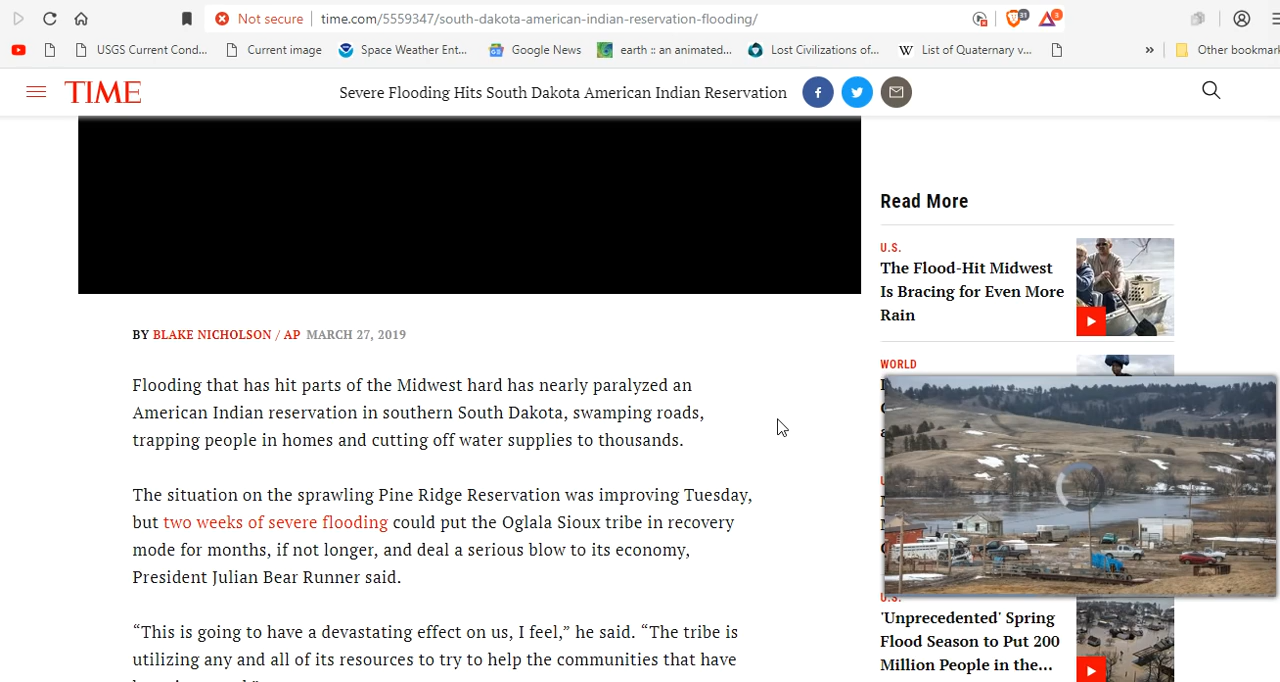 Not secure
time.com/5559347/south-dakota-american-indian-reservation-flooding/
31
3
USGS Current Cond...
Current image
Space Weather Ent...
Google News
earth :: an animated...
Lost Civilizations of...
W List of Quaternary v...
»
Other bookmar
TIME
Severe Flooding Hits South Dakota American Indian Reservation
f
BY BLAKE NICHOLSON / AP MARCH 27, 2019
Flooding that has hit parts of the Midwest hard has nearly paralyzed an
American Indian reservation in southern South Dakota, swamping roads,
trapping people in homes and cutting off water supplies to thousands.
The situation on the sprawling Pine Ridge Reservation was improving Tuesday,
but two weeks of severe flooding could put the Oglala Sioux tribe in recovery
mode for months, if not longer, and deal a serious blow to its economy,
President Julian Bear Runner said.
“This is going to have a devastating effect on us, I feel,” he said. “The tribe is
utilizing any and all of its resources to try to help the communities that have
Read More
U.S.
The Flood-Hit Midwest
Is Bracing for Even More
Rain
WORLD
U.S.
'Unprecedented' Spring
Flood Season to Put 200
Million People in the...